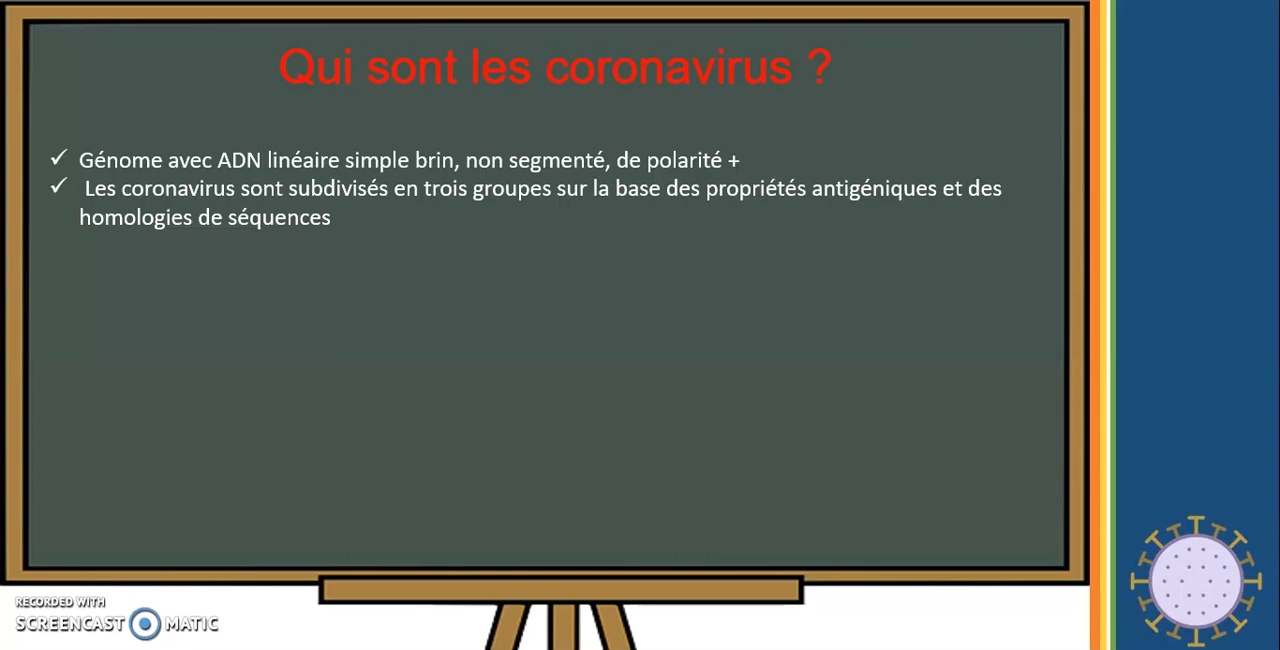 Qui sont les coronavirus ?
✓ Génome avec ADN linéaire simple brin, non segmenté, de polarité +
✓ Les coronavirus sont subdivisés en trois groupes sur la base des propriétés antigéniques et des
homologies de séquences
RECORDED WITH
SCREENCAST MATIC